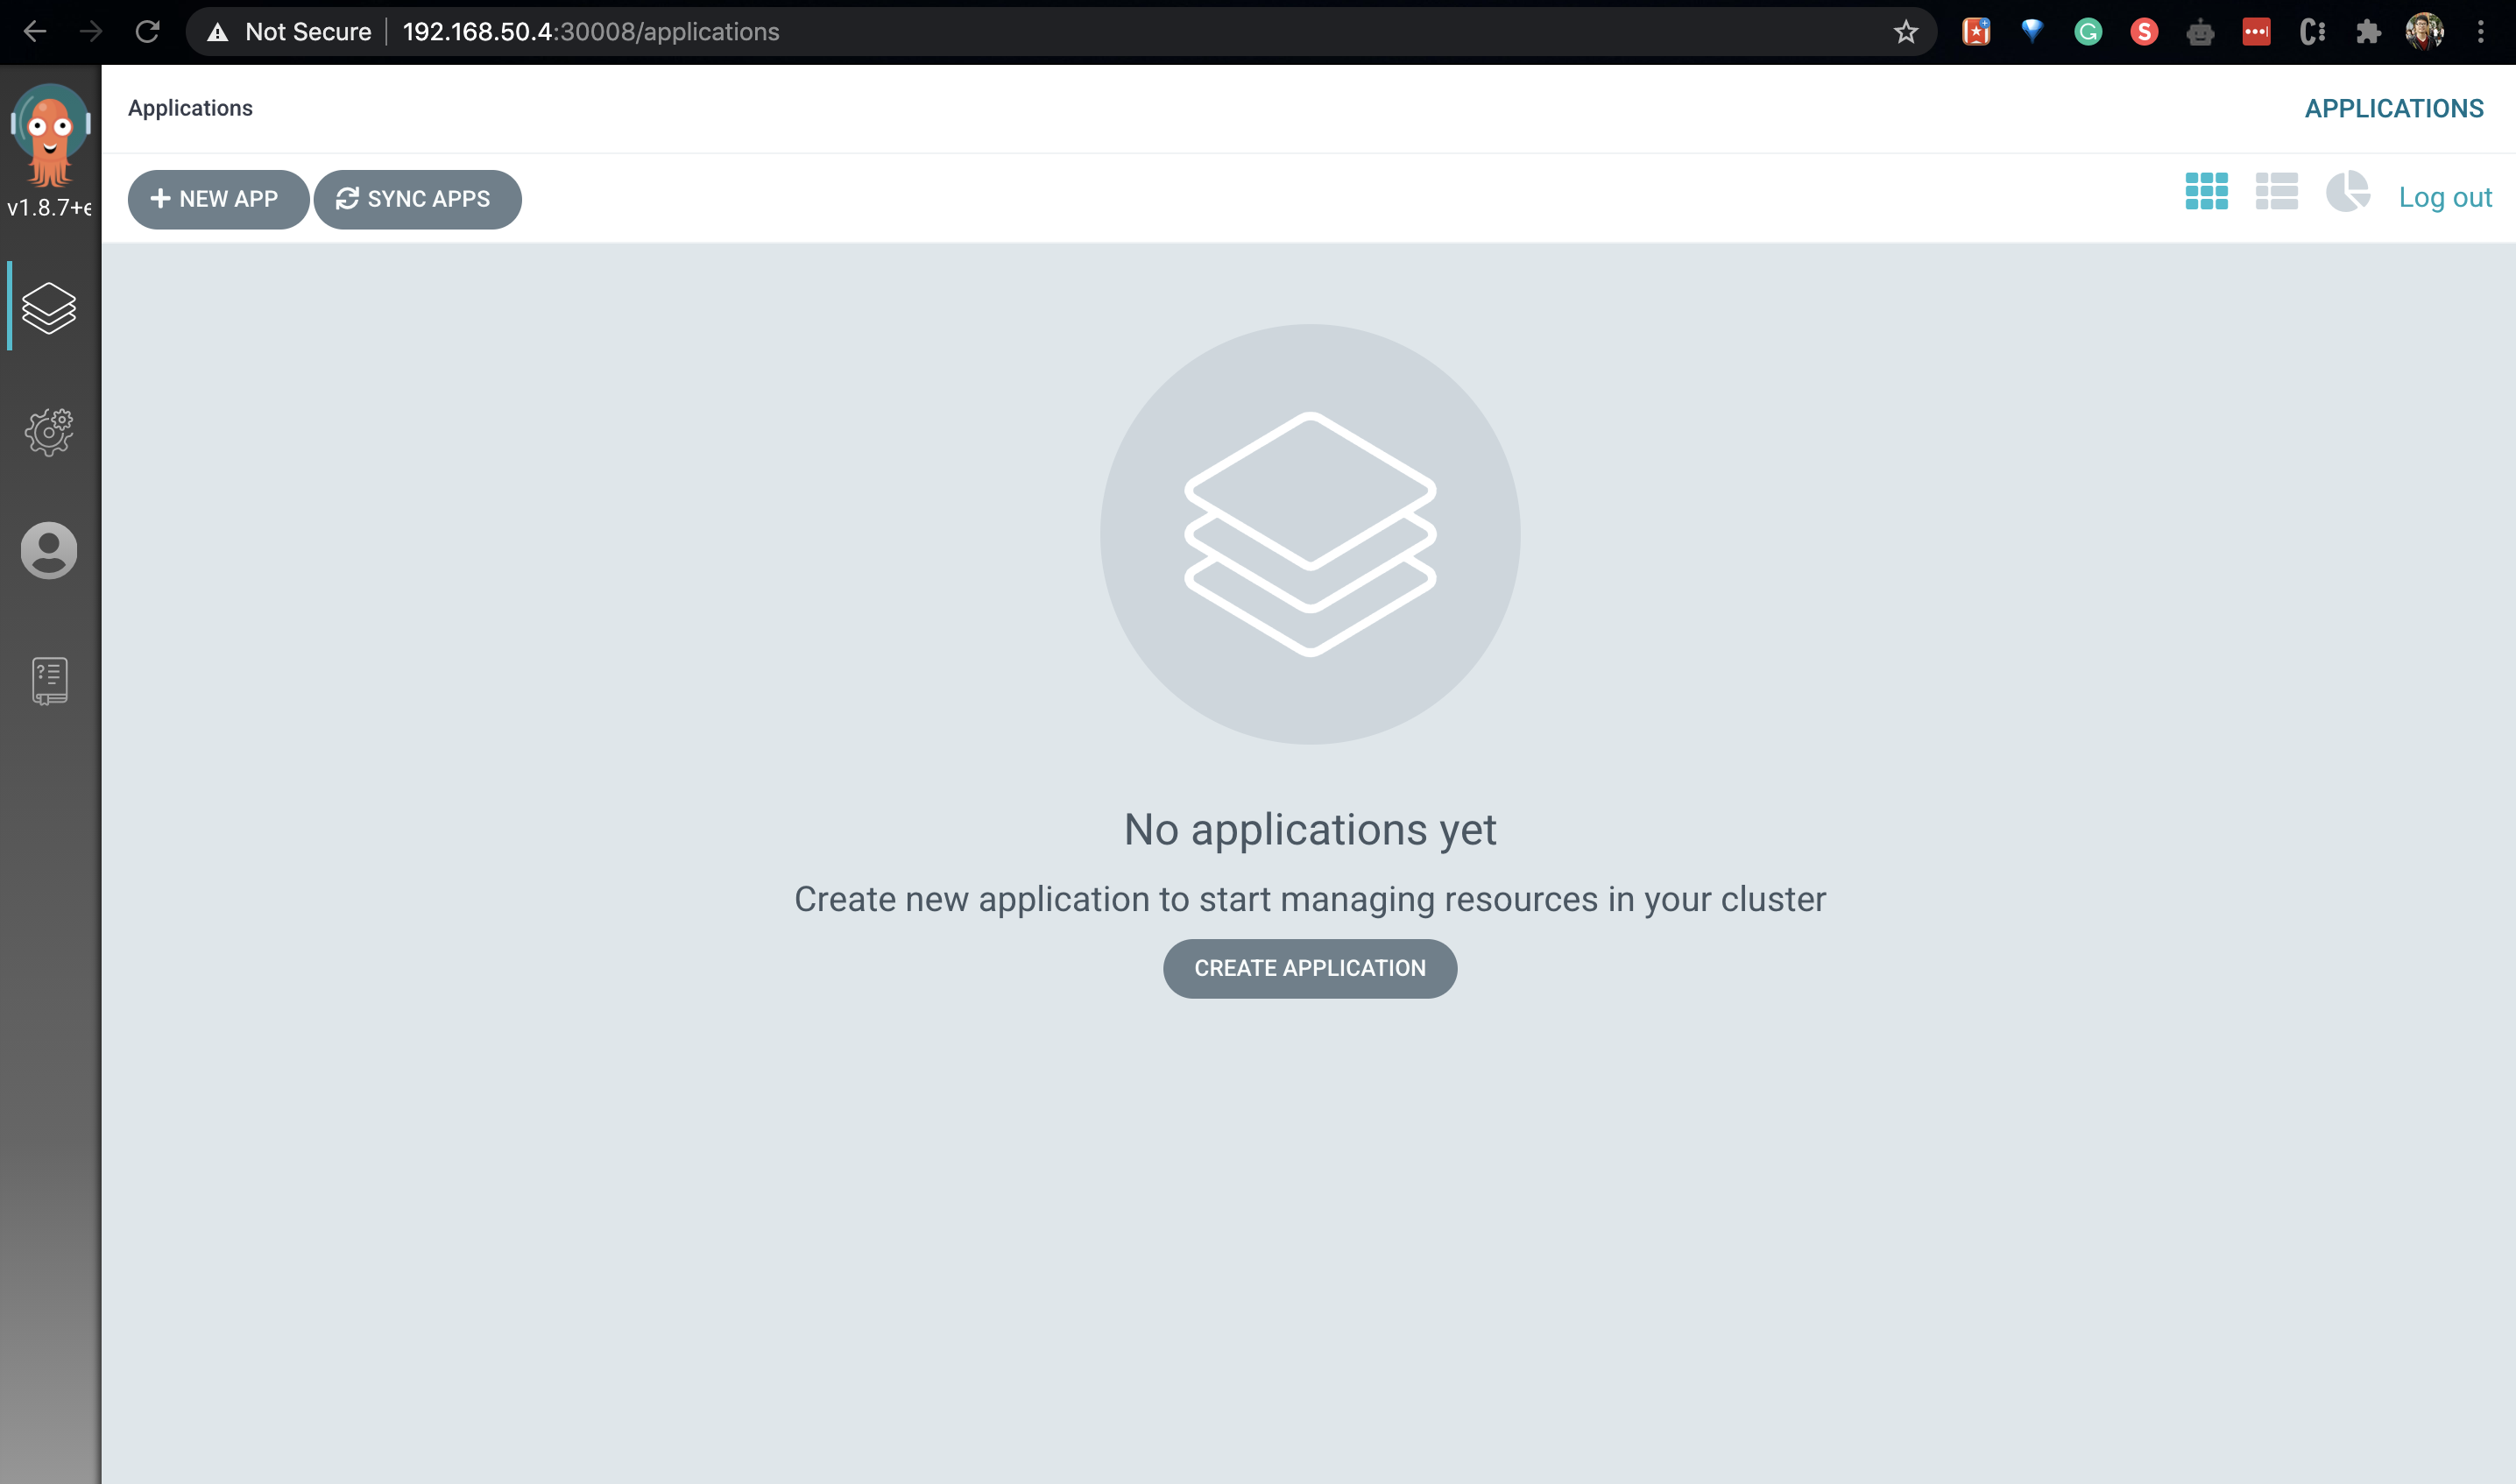 Not Secure 192.168.50.4:30008/applications
v1.8.7+e
Applications
APPLICATIONS
NEW APP
SYNC APPS
Log out
No applications yet
Create new application to start managing resources in your cluster
CREATE APPLICATION